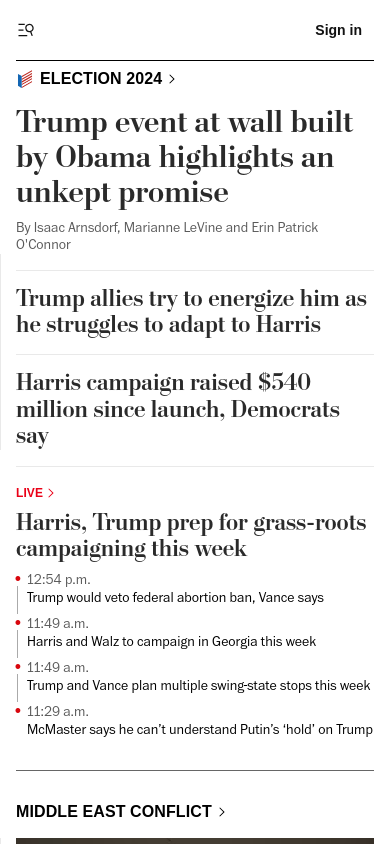 Sign in
ELECTION 2024
Trump event at wall built
by Obama highlights an
unkept promise
By Isaac Arnsdorf, Marianne LeVine and Erin Patrick
O'Connor
Trump allies try to energize him as
he struggles to adapt to Harris
Harris campaign raised $540
million since launch, Democrats
say
LIVE
Harris, Trump prep for grass-roots
campaigning this week
12:54 p.m.
Trump would veto federal abortion ban, Vance says
11:49 a.m.
Harris and Walz to campaign in Georgia this week
11:49 a.m.
Trump and Vance plan multiple swing-state stops this week
11:29 a.m.
McMaster says he can’t understand Putin’s ‘hold’ on Trump
MIDDLE EAST CONFLICT